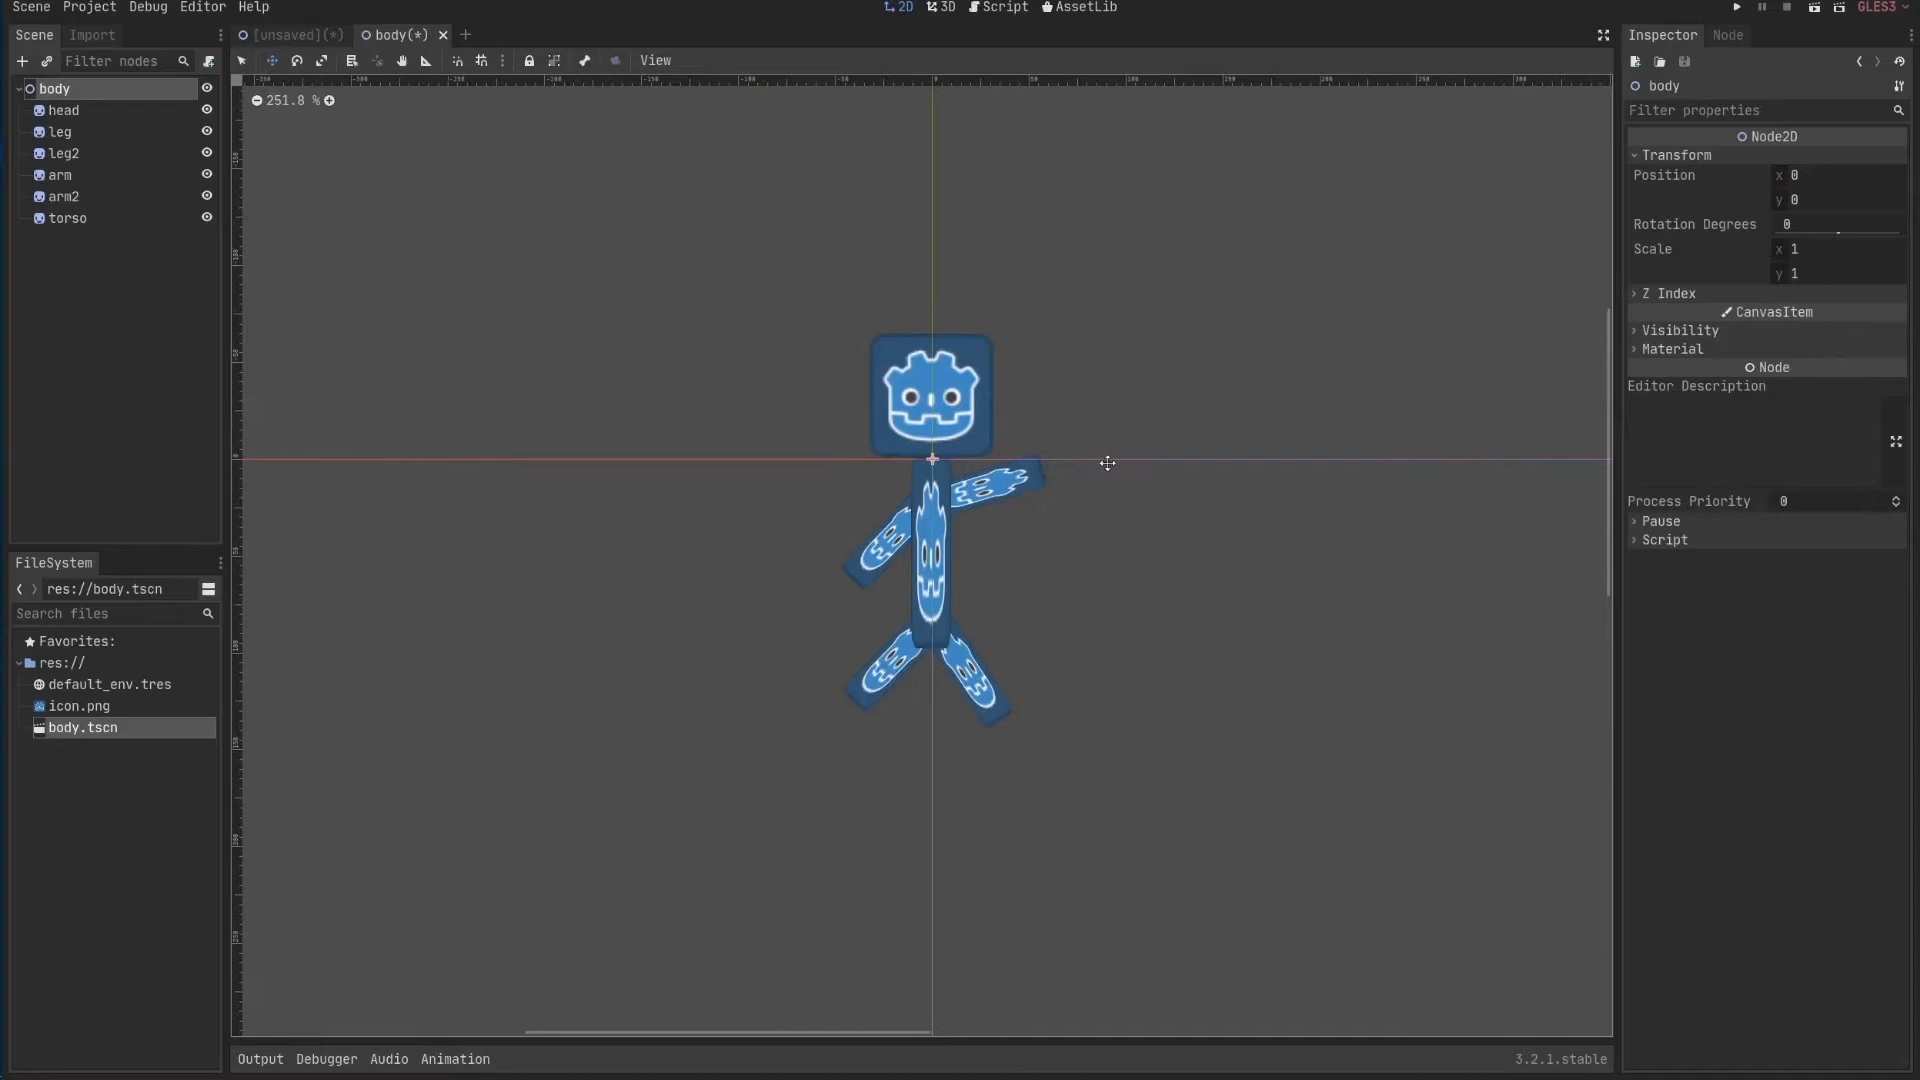 Scene Project Debug Editor Help
2D 3D Script AssetLib
GLES3
Scene Import
Filter nodes
body
head
leg
leg2
arm
arm2
torso
FileSystem
res://body.tscn
Search files
Favorites:
res://
default_env.tres
icon.png
body.tscn
[unsaved](*) body(*)
View
251.8 %
Output Debugger Audio Animation
3.2.1.stable
Inspector Node
body
Filter properties
Node2D
Transform
Position x 0
y 0
Rotation Degrees 0
Scale x 1
y 1
Z Index
CanvasItem
Visibility
Material
Node
Editor Description
Process Priority 0
Pause
Script